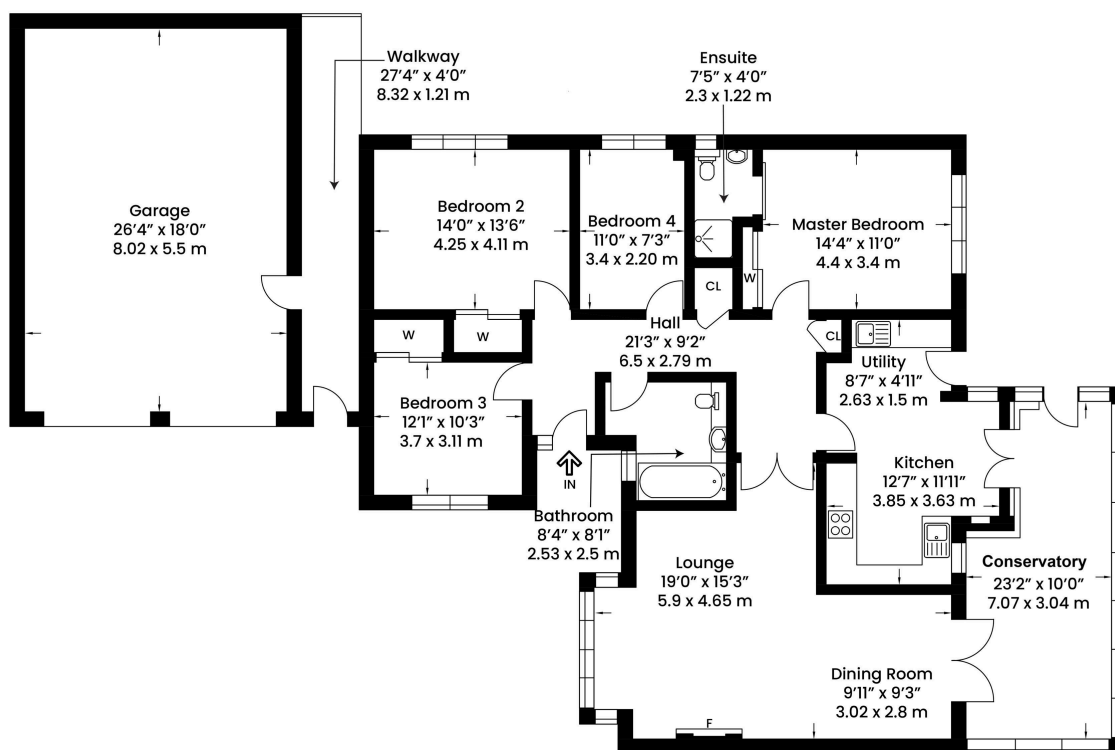 Walkway
27'4" x 4'0"
8.32 x 1.21 m
Ensuite
7'5" x 4'0"
2.3 x 1.22 m
Garage
26'4" x 18'0"
8.02 x 5.5 m
Bedroom 2
14'0" x 13'6"
4.25 x 4.11 m
Bedroom 4
11'0" x 7'3"
3.4 x 2.20 m
Master Bedroom
14'4" x 11'0"
4.4 x 3.4 m
W
CL
W
W
Hall
21'3" x 9'2"
6.5 x 2.79 m
CL
Utility
8'7" x 4'11"
2.63 x 1.5 m
Bedroom 3
12'1" x 10'3"
3.7 x 3.11 m
IN
Kitchen
12'7" x 11'11"
3.85 x 3.63 m
Bathroom
8'4" x 8'1"
2.53 x 2.5 m
Lounge
19'0" x 15'3"
5.9 x 4.65 m
Conservatory
23'2" x 10'0"
7.07 x 3.04 m
Dining Room
9'11" x 9'3"
3.02 x 2.8 m
F